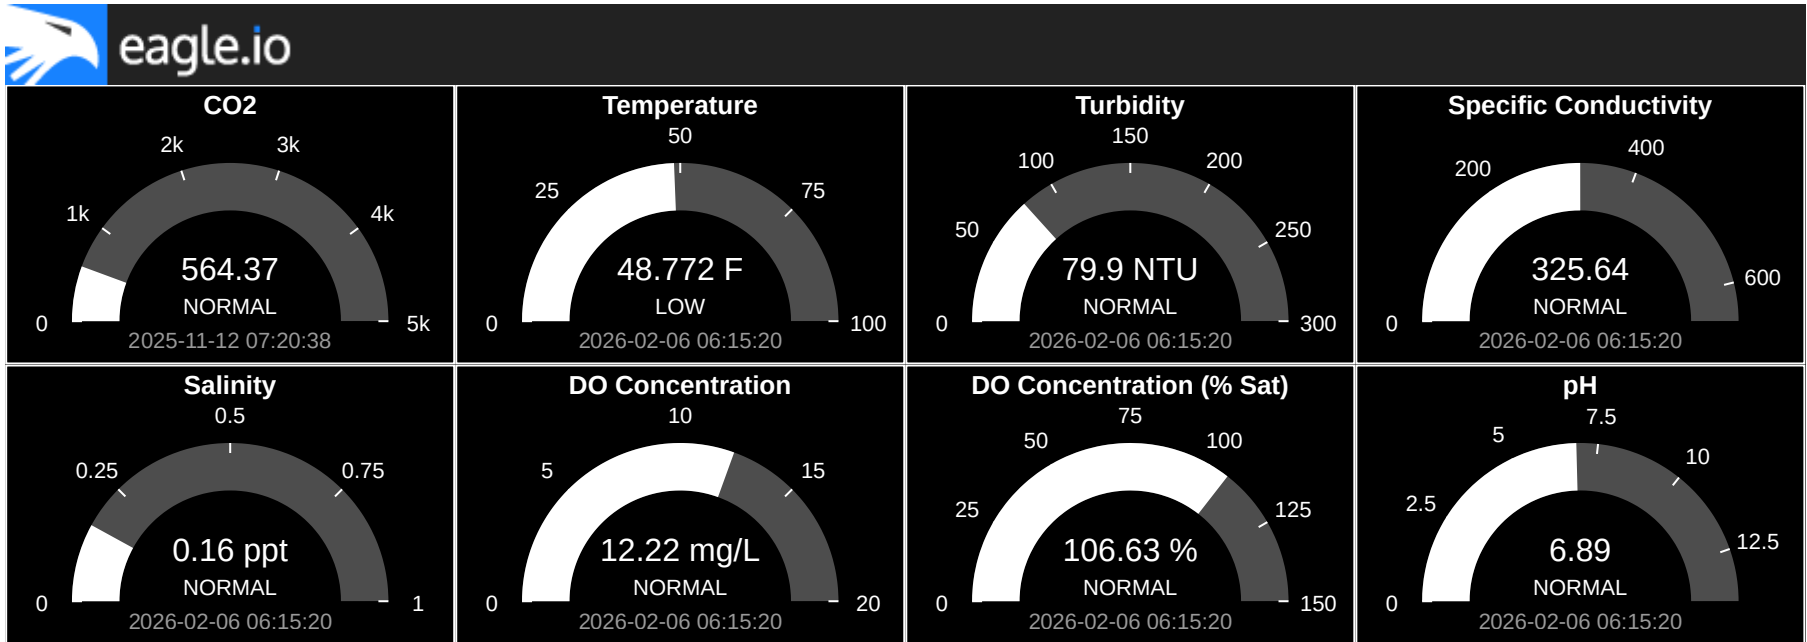 eagle.io
CO2
2k
3k
1k
4k
564.37
NORMAL
0
5k
2025-11-12 07:20:38
Temperature
50
25
75
48.772 F
LOW
0
100
2026-02-06 06:15:20
Turbidity
150
100
200
50
250
79.9 NTU
NORMAL
0
300
2026-02-06 06:15:20
Specific Conductivity
400
200
325.64
600
NORMAL
0
2026-02-06 06:15:20
Salinity
0.5
0.25
0.75
0.16 ppt
NORMAL
0
1
2026-02-06 06:15:20
DO Concentration
10
5
15
12.22 mg/L
NORMAL
0
20
2026-02-06 06:15:20
DO Concentration (% Sat)
75
50
100
25
125
106.63 %
NORMAL
0
150
2026-02-06 06:15:20
pH
7.5
5
10
2.5
12.5
6.89
NORMAL
0
2026-02-06 06:15:20